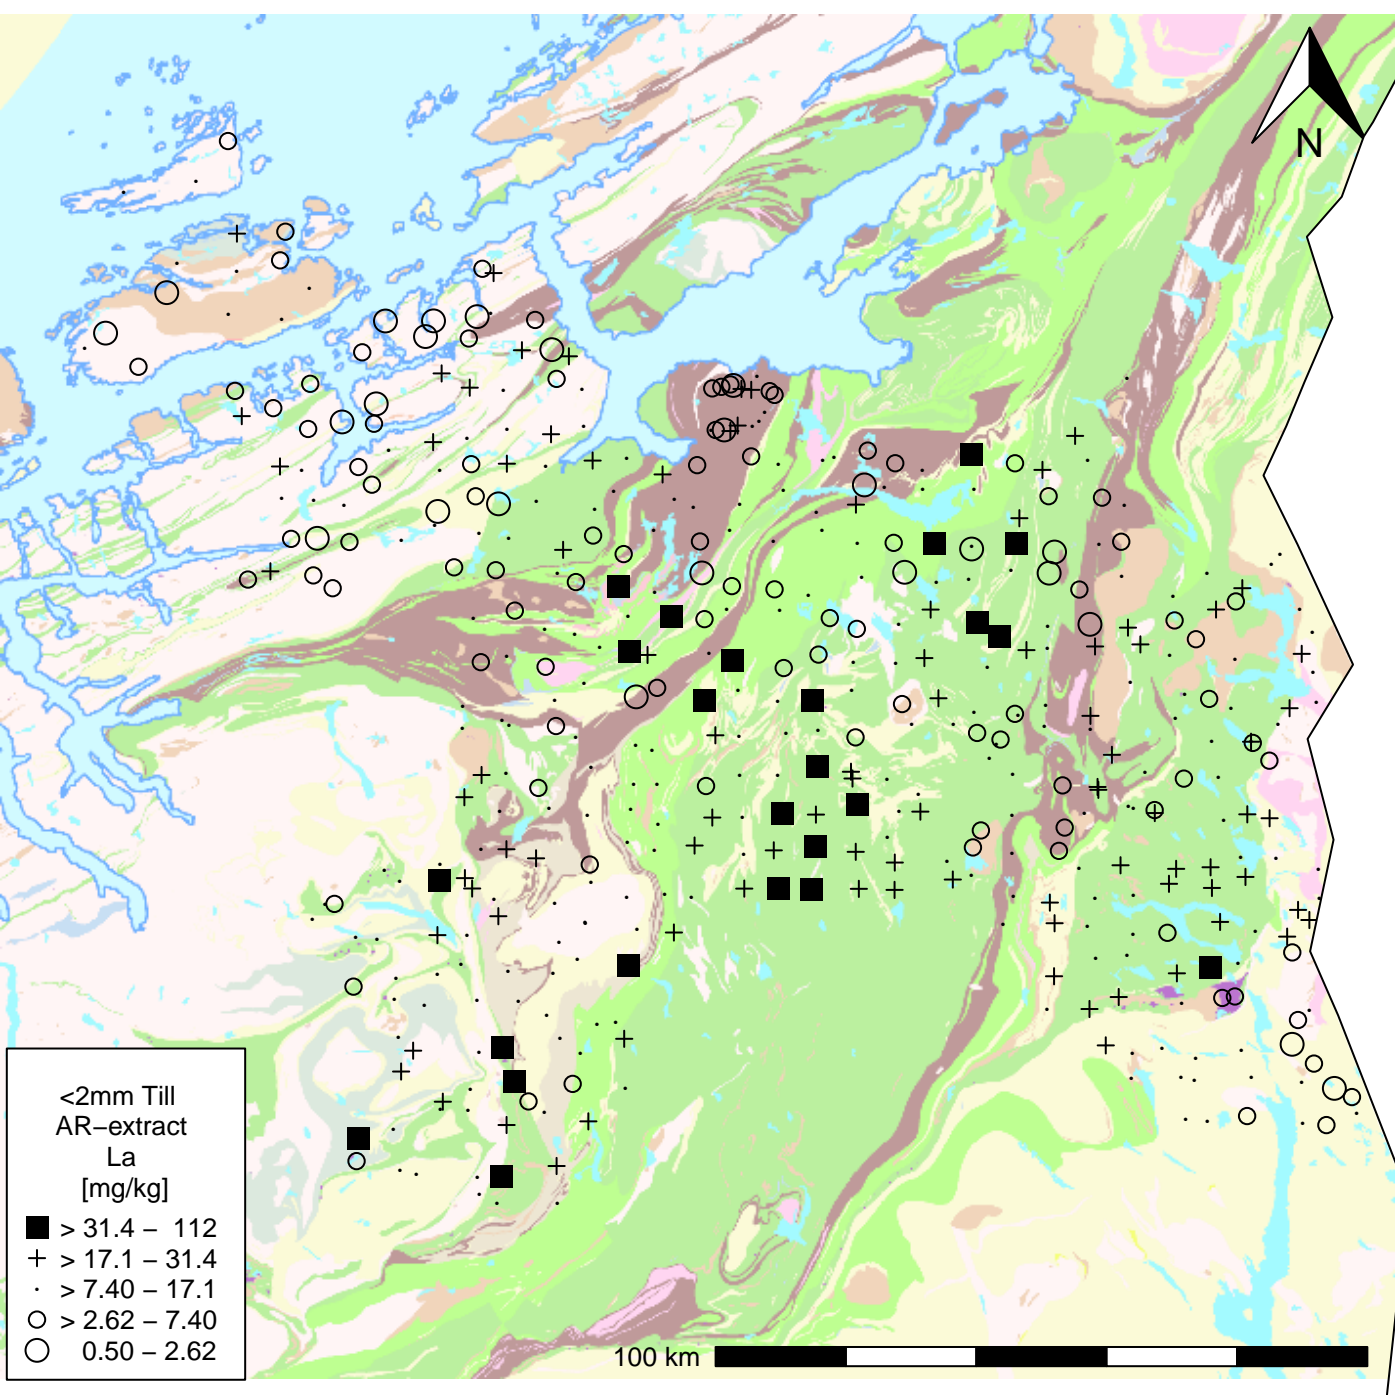 N
<2mm Till
AR−extract
La
[mg/kg]
> 31.4 − 112
> 17.1 − 31.4
> 7.40 − 17.1
> 2.62 − 7.40
0.50 − 2.62
100 km